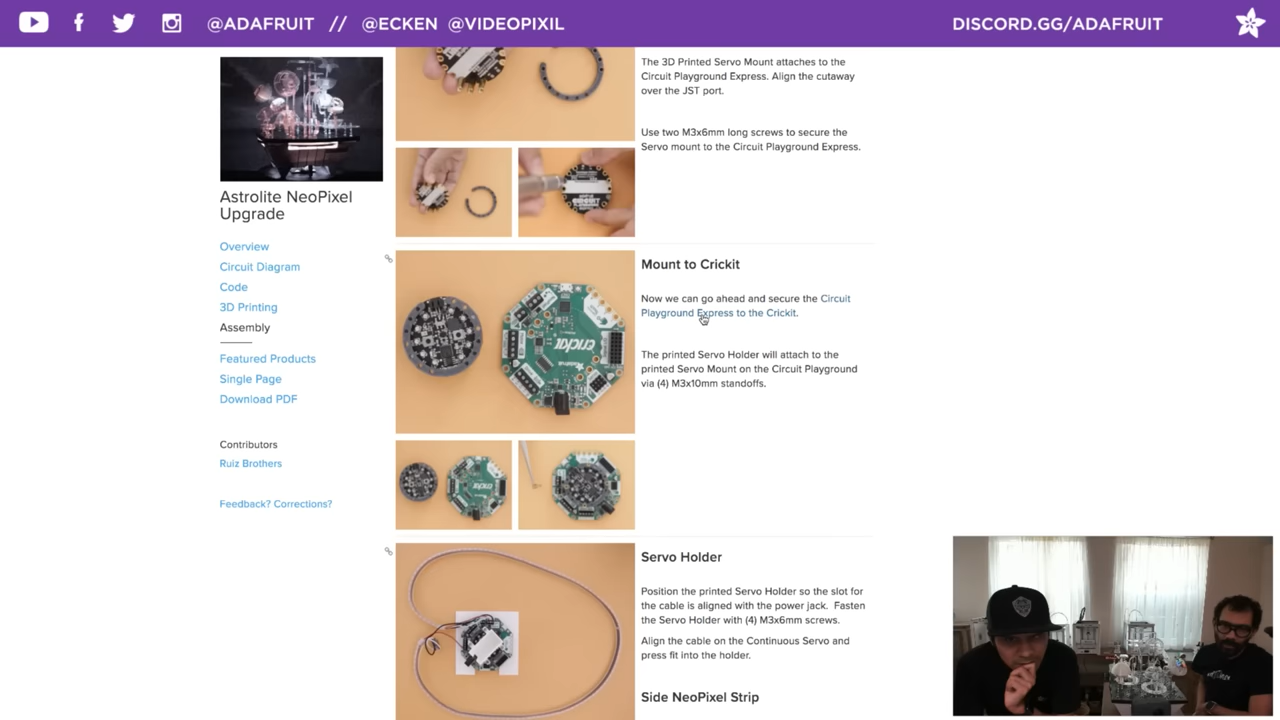 @ADAFRUIT // @ECKEN @VIDEOPIXIL
DISCORD.GG/ADAFRUIT
Astrolite NeoPixel
Upgrade
Overview
Circuit Diagram
Code
3D Printing
Assembly
Featured Products
Single Page
Download PDF
Contributors
Ruiz Brothers
Feedback? Corrections?
The 3D Printed Servo Mount attaches to the
Circuit Playground Express. Align the cutaway
over the JST port.
Use two M3x6mm long screws to secure the
Servo mount to the Circuit Playground Express.
Mount to Crickit
Now we can go ahead and secure the Circuit
Playground Express to the Crickit.
The printed Servo Holder will attach to the
printed Servo Mount on the Circuit Playground
via (4) M3x10mm standoffs.
crickit
crickit
Servo Holder
Position the printed Servo Holder so the slot for
the cable is aligned with the power jack. Fasten
the Servo Holder with (4) M3x6mm screws.
Align the cable on the Continuous Servo and
press fit into the holder.
Side NeoPixel Strip